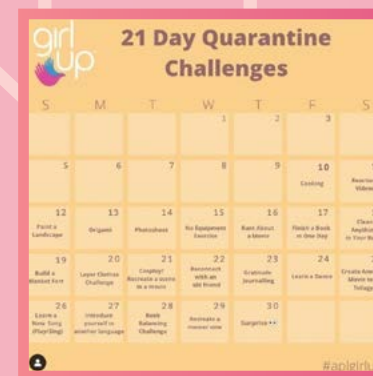 girl
up
21 Day Quarantine
Challenges
S M T W T F S
1 2 3
5 6 7 8 9 10
Cooking
12 13 14 15 16 17
Paint a
Landscape
Origami
Photoshoot
No Equipment
Exercise
Rant About
a Movie
Finish a Book
in One Day
19 20 21 22 23 24
Build a
Blanket Fort
Layer Clothes
Challenge
Cosplay!
Recreate a scene
in a movie
Reconnect
with an
old friend
Gratitude
Journalling
Learn a Dance
26 27 28 29 30
Learn a
New Song
(Play/Sing)
Introduce
yourself in
another language
Book
Balancing
Challenge
Recreate a
Surprise